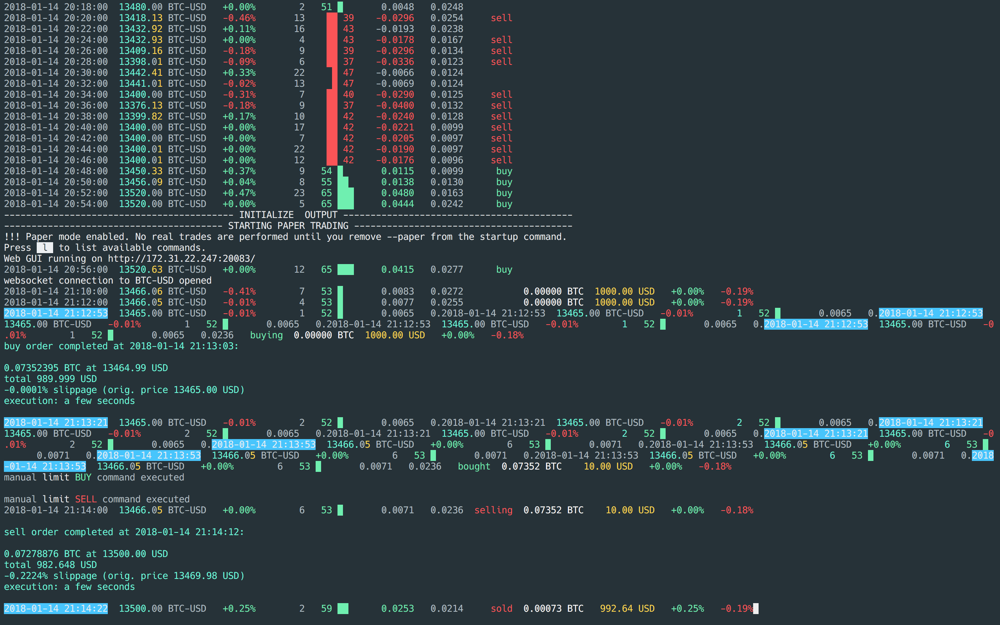 2018-01-14 20:18:00 13480.00 BTC-USD +0.00% 2 51 0.0048 0.0248
2018-01-14 20:20:00 13418.13 BTC-USD -0.46% 13 39 -0.0296 0.0254 sell
2018-01-14 20:22:00 13432.92 BTC-USD +0.11% 16 43 -0.0193 0.0238
2018-01-14 20:24:00 13432.93 BTC-USD +0.00% 4 43 -0.0178 0.0167 sell
2018-01-14 20:26:00 13409.16 BTC-USD -0.18% 9 39 -0.0296 0.0134 sell
2018-01-14 20:28:00 13398.01 BTC-USD -0.09% 6 37 -0.0336 0.0123 sell
2018-01-14 20:30:00 13442.41 BTC-USD +0.33% 22 47 -0.0066 0.0124
2018-01-14 20:32:00 13441.01 BTC-USD -0.02% 13 47 -0.0069 0.0124
2018-01-14 20:34:00 13400.00 BTC-USD -0.31% 7 40 -0.0290 0.0125 sell
2018-01-14 20:36:00 13376.13 BTC-USD -0.18% 9 37 -0.0400 0.0132 sell
2018-01-14 20:38:00 13399.82 BTC-USD +0.17% 10 42 -0.0240 0.0128 sell
2018-01-14 20:40:00 13400.00 BTC-USD +0.00% 17 42 -0.0221 0.0099 sell
2018-01-14 20:42:00 13400.00 BTC-USD +0.00% 7 42 -0.0205 0.0097 sell
2018-01-14 20:44:00 13400.01 BTC-USD +0.00% 22 42 -0.0190 0.0097 sell
2018-01-14 20:46:00 13400.01 BTC-USD +0.00% 12 42 -0.0176 0.0096 sell
2018-01-14 20:48:00 13450.33 BTC-USD +0.37% 9 54 0.0115 0.0099 buy
2018-01-14 20:50:00 13456.09 BTC-USD +0.04% 8 55 0.0138 0.0130 buy
2018-01-14 20:52:00 13520.00 BTC-USD +0.47% 23 65 0.0480 0.0163 buy
2018-01-14 20:54:00 13520.00 BTC-USD +0.00% 5 65 0.0444 0.0242 buy
------------------------------------------ INITIALIZE  OUTPUT ------------------------------------------
---------------------------------------- STARTING PAPER TRADING ----------------------------------------
!!! Paper mode enabled. No real trades are performed until you remove --paper from the startup command.
Press l to list available commands.
Web GUI running on http://172.31.22.247:20083/
2018-01-14 20:56:00 13520.63 BTC-USD +0.00% 12 65 0.0415 0.0277 buy
websocket connection to BTC-USD opened
2018-01-14 21:10:00 13466.06 BTC-USD -0.41% 7 53 0.0083 0.0272 0.00000 BTC 1000.00 USD +0.00% -0.19%
2018-01-14 21:12:00 13466.05 BTC-USD -0.01% 4 53 0.0077 0.0255 0.00000 BTC 1000.00 USD +0.00% -0.19%
2018-01-14 21:12:53 13465.00 BTC-USD -0.01% 1 52 0.0065 0.2018-01-14 21:12:53 13465.00 BTC-USD -0.01% 1 52 0.0065 0.2018-01-14 21:12:53
13465.00 BTC-USD -0.01% 1 52 0.0065 0.2018-01-14 21:12:53 13465.00 BTC-USD -0.01% 1 52 0.0065 0.2018-01-14 21:12:53 13465.00 BTC-USD -0
.01% 1 52 0.0065 0.0236 buying 0.00000 BTC 1000.00 USD +0.00% -0.18%
buy order completed at 2018-01-14 21:13:03:
0.07352395 BTC at 13464.99 USD
total 989.999 USD
-0.0001% slippage (orig. price 13465.00 USD)
execution: a few seconds
2018-01-14 21:13:21 13465.00 BTC-USD -0.01% 2 52 0.0065 0.2018-01-14 21:13:21 13465.00 BTC-USD -0.01% 2 52 0.0065 0.2018-01-14 21:13:21
13465.00 BTC-USD -0.01% 2 52 0.0065 0.2018-01-14 21:13:21 13465.00 BTC-USD -0.01% 2 52 0.0065 0.2018-01-14 21:13:21 13465.00 BTC-USD -0
.01% 2 52 0.0065 0.2018-01-14 21:13:53 13466.05 BTC-USD +0.00% 6 53 0.0071 0.2018-01-14 21:13:53 13466.05 BTC-USD +0.00% 6 53
0.0071 0.2018-01-14 21:13:53 13466.05 BTC-USD +0.00% 6 53 0.0071 0.2018-01-14 21:13:53 13466.05 BTC-USD +0.00% 6 53 0.0071 0.2018
-01-14 21:13:53 13466.05 BTC-USD +0.00% 6 53 0.0071 0.0236 bought 0.07352 BTC 10.00 USD +0.00% -0.18%
manual limit BUY command executed
manual limit SELL command executed
2018-01-14 21:14:00 13466.05 BTC-USD +0.00% 6 53 0.0071 0.0236 selling 0.07352 BTC 10.00 USD +0.00% -0.18%
sell order completed at 2018-01-14 21:14:12:
0.07278876 BTC at 13500.00 USD
total 982.648 USD
-0.2224% slippage (orig. price 13469.98 USD)
execution: a few seconds
2018-01-14 21:14:22 13500.00 BTC-USD +0.25% 2 59 0.0253 0.0214 sold 0.00073 BTC 992.64 USD +0.25% -0.19%